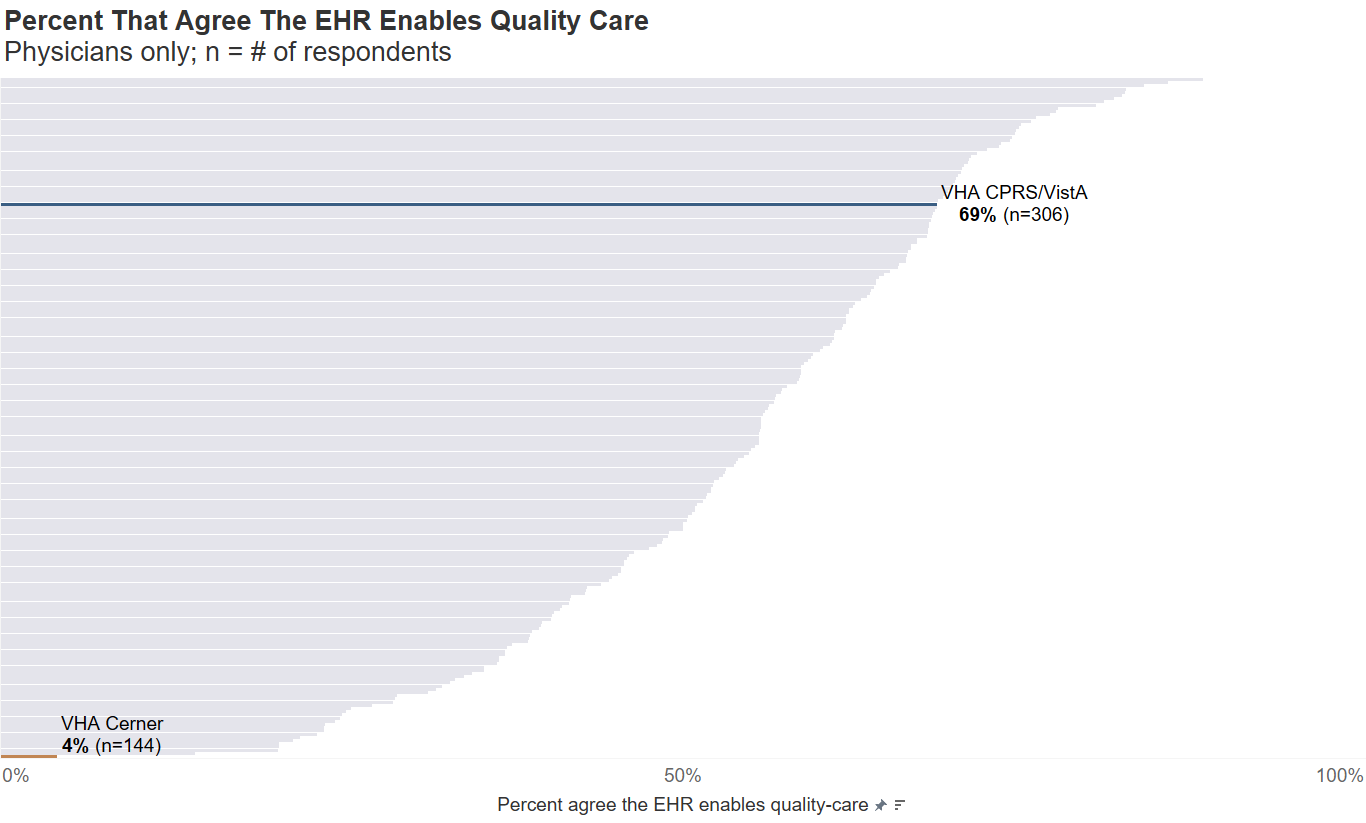 Percent That Agree The EHR Enables Quality Care
Physicians only; n = # of respondents
VHA CPRS/VistA
69% (n=306)
VHA Cerner
4% (n=144)
0%
50%
100%
Percent agree the EHR enables quality-care